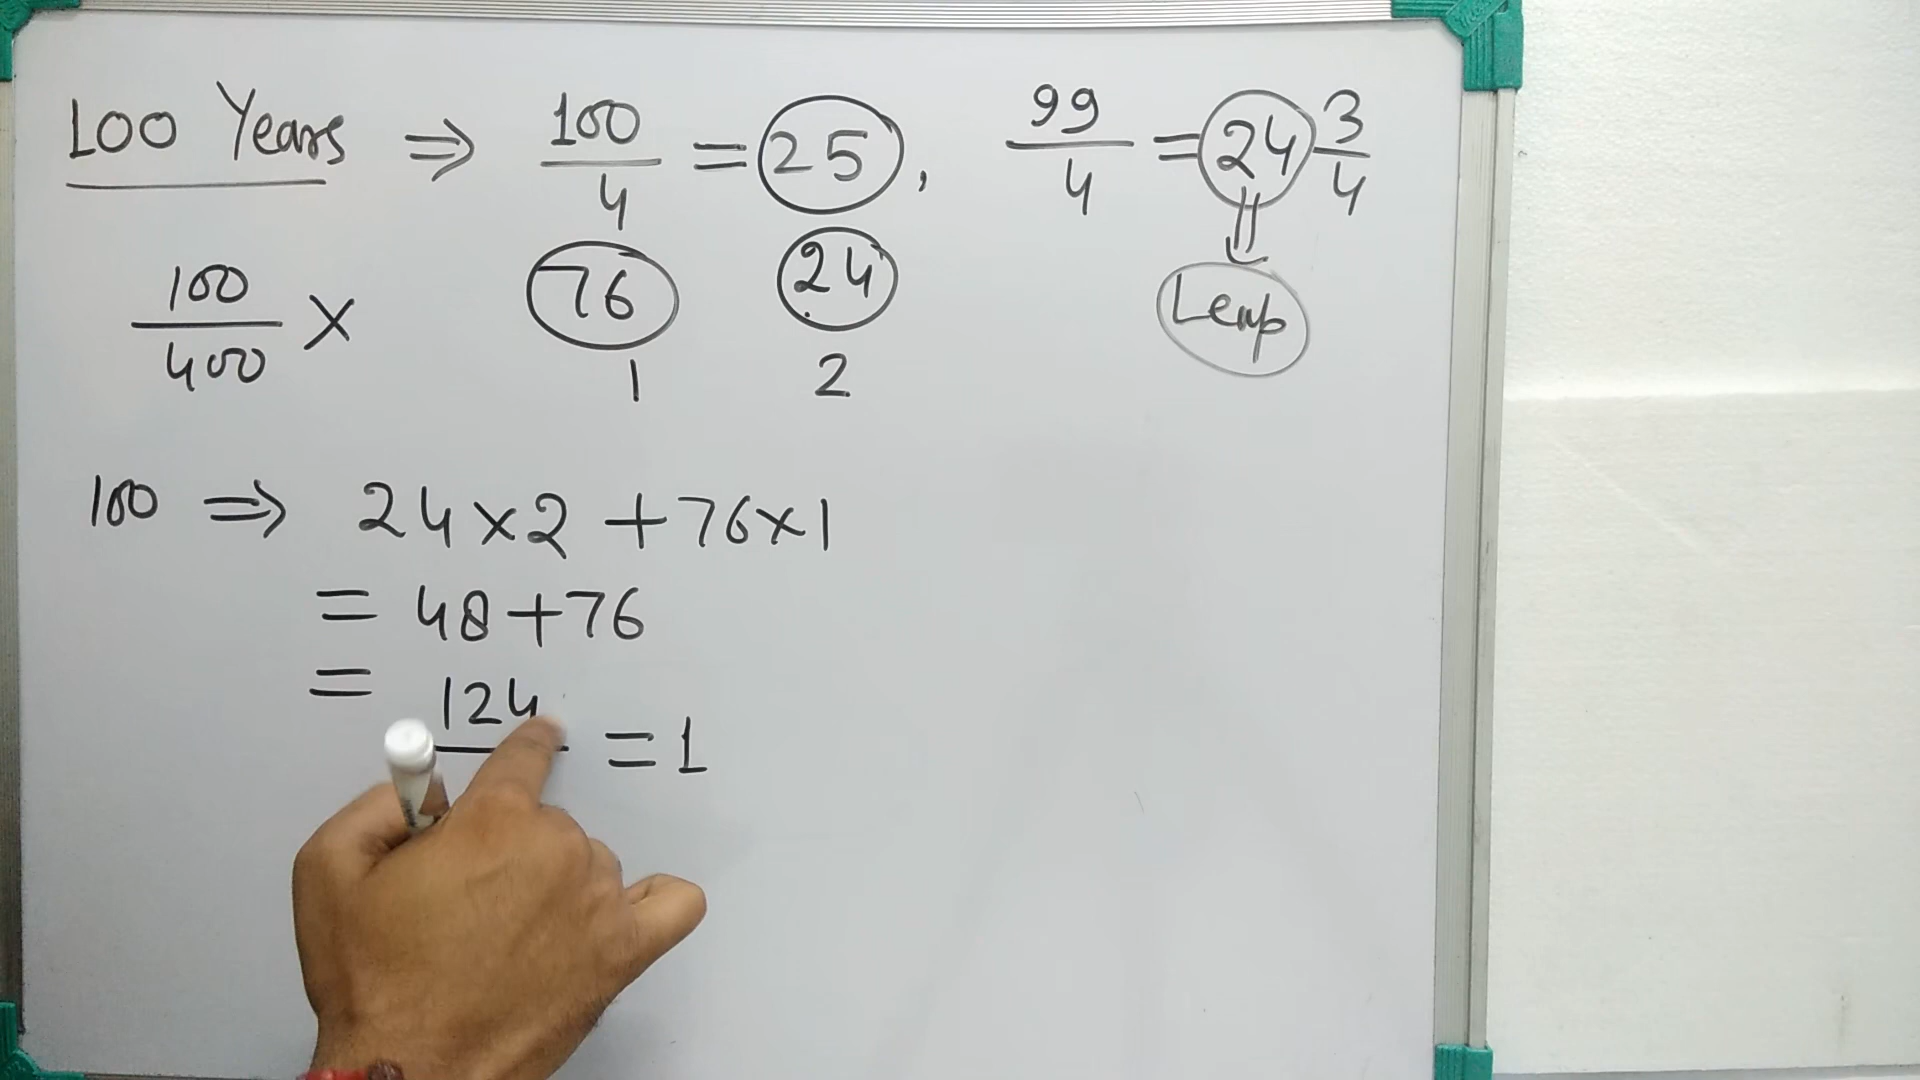 100 Years ⇒ 100/4 = 25, 99/4 = 24 3/4
100/400 × 76 24 Leap
1 2
100 ⇒ 24×2 + 76×1
= 48+76
= 124 = 1